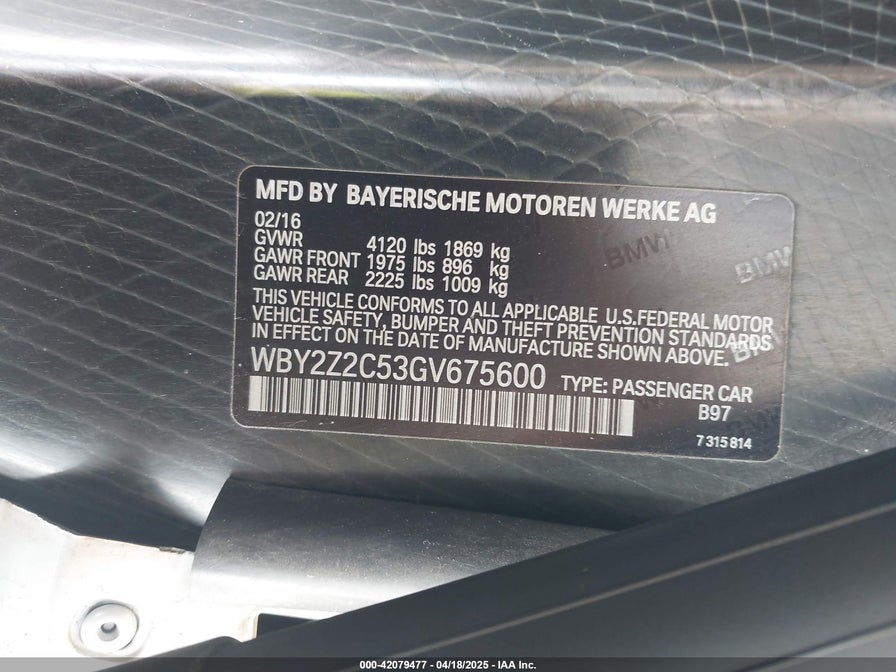 MFD BY BAYERISCHE MOTOREN WERKE AG
02/16
GVWR 4120 lbs 1869 kg
GAWR FRONT 1975 lbs 896 kg
GAWR REAR 2225 lbs 1009 kg
THIS VEHICLE CONFORMS TO ALL APPLICABLE U.S.FEDERAL MOTOR
VEHICLE SAFETY, BUMPER AND THEFT PREVENTION STANDARDS
IN EFFECT ON THE DATE OF MANUFACTURE SHOWN ABOVE.
WBY2Z2C53GV675600 TYPE: PASSENGER CAR
B97
7 315 814
BMW
BMW
BMW
000-42079477 - 04/18/2025 - IAA Inc.